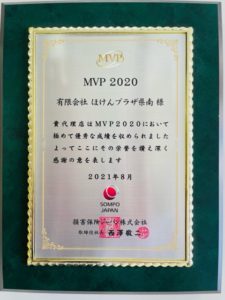 MVP
MVP 2020
有限会社 ほけんプラザ県南 様
貴代理店はMVP2020において
極めて優秀な成績を収められました
よってここにその栄誉を讃え深く
感謝の意を表します
2021年8月
SOMPO
JAPAN
損害保険ジャパン株式会社
取締役社長 西澤敬二